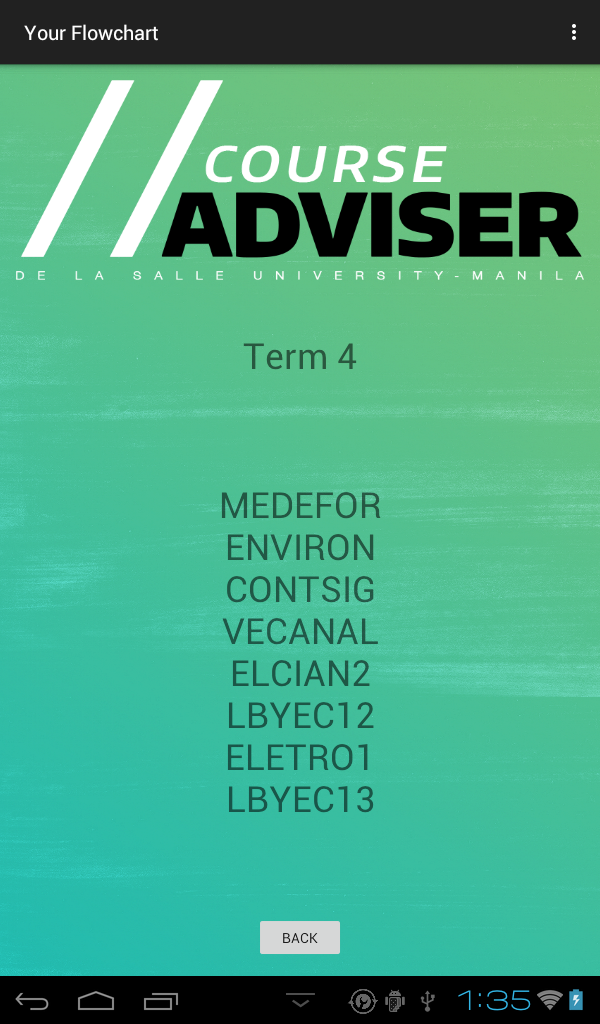 Your Flowchart
COURSE
ADVISER
DE LA SALLE UNIVERSITY-MANILA
Term 4
MEDEFOR
ENVIRON
CONTSIG
VECANAL
ELCIAN2
LBYEC12
ELETRO1
LBYEC13
BACK
1:35